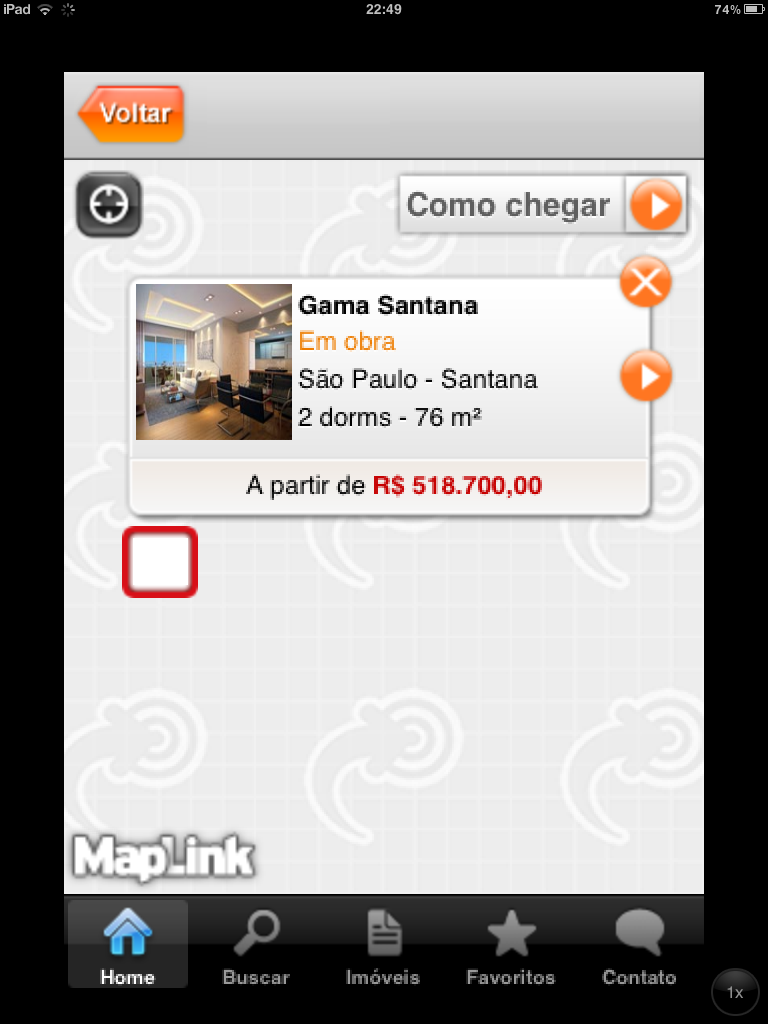 iPad 22:49 74%
Voltar
Como chegar
Gama Santana
Em obra
São Paulo - Santana
2 dorms - 76 m²
A partir de R$ 518.700,00
MapLink
Home Buscar Imóveis Favoritos Contato
1x